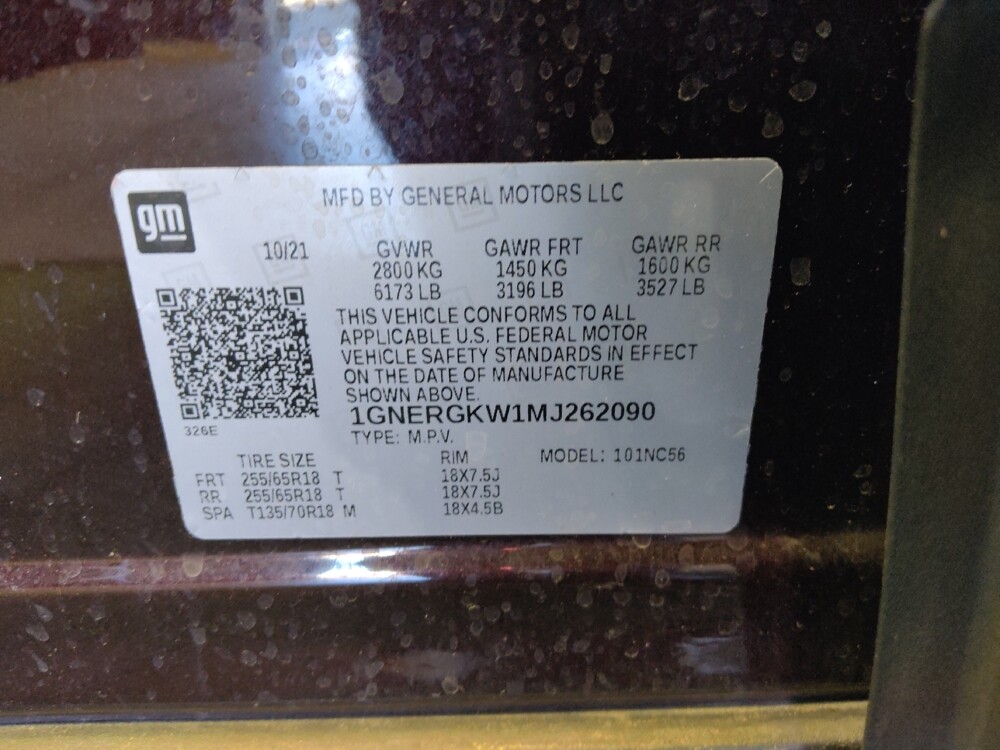 MFD BY GENERAL MOTORS LLC
gm
10/21 GVWR GAWR FRT GAWR RR
2800 KG 1450 KG 1600 KG
6173 LB 3196 LB 3527 LB
THIS VEHICLE CONFORMS TO ALL
APPLICABLE U.S. FEDERAL MOTOR
VEHICLE SAFETY STANDARDS IN EFFECT
ON THE DATE OF MANUFACTURE
SHOWN ABOVE.
1GNERGKW1MJ262090
326E
TYPE: M.P.V.
TIRE SIZE RIM MODEL: 101NC56
FRT 255/65R18 T 18X7.5J
RR 255/65R18 T 18X7.5J
SPA T135/70R18 M 18X4.5B